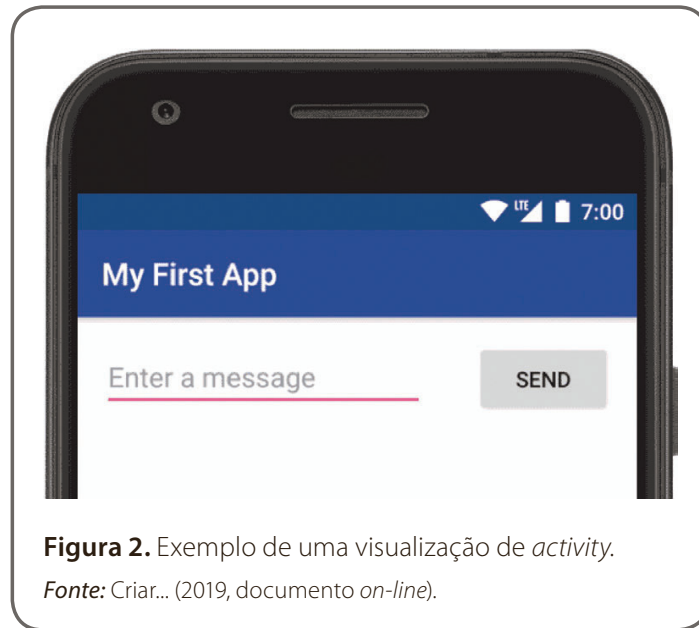 LTE 7:00
My First App
Enter a message SEND
Figura 2. Exemplo de uma visualização de activity.
Fonte: Criar... (2019, documento on-line).